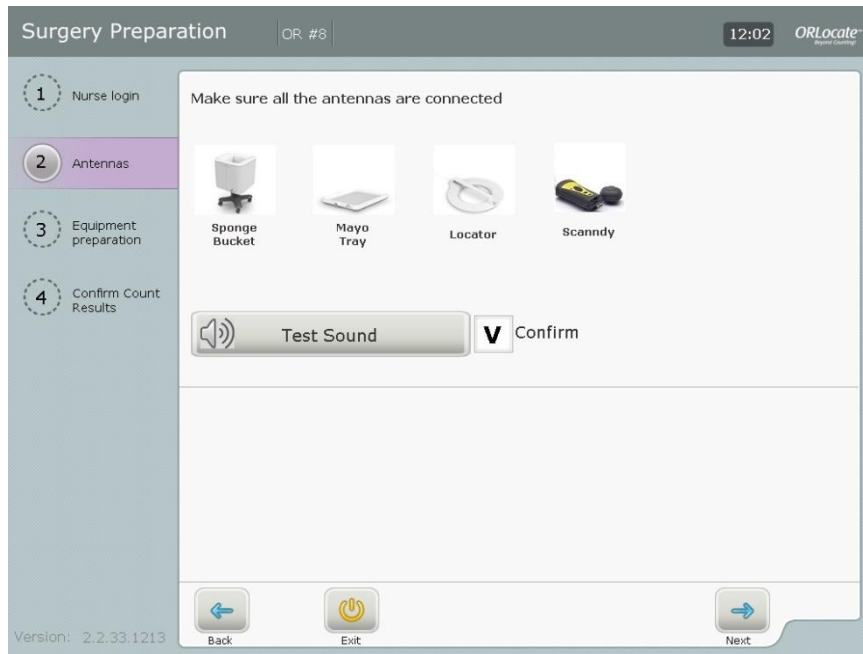 Surgery Preparation
OR #8
12:02
ORLocate
Beyond Counting!
1 Nurse login
2 Antennas
3 Equipment
preparation
4 Confirm Count
Results
Make sure all the antennas are connected
Sponge
Bucket
Mayo
Tray
Locator
Scanndy
Test Sound
V Confirm
Back
Exit
Next
Version: 2.2.33.1213